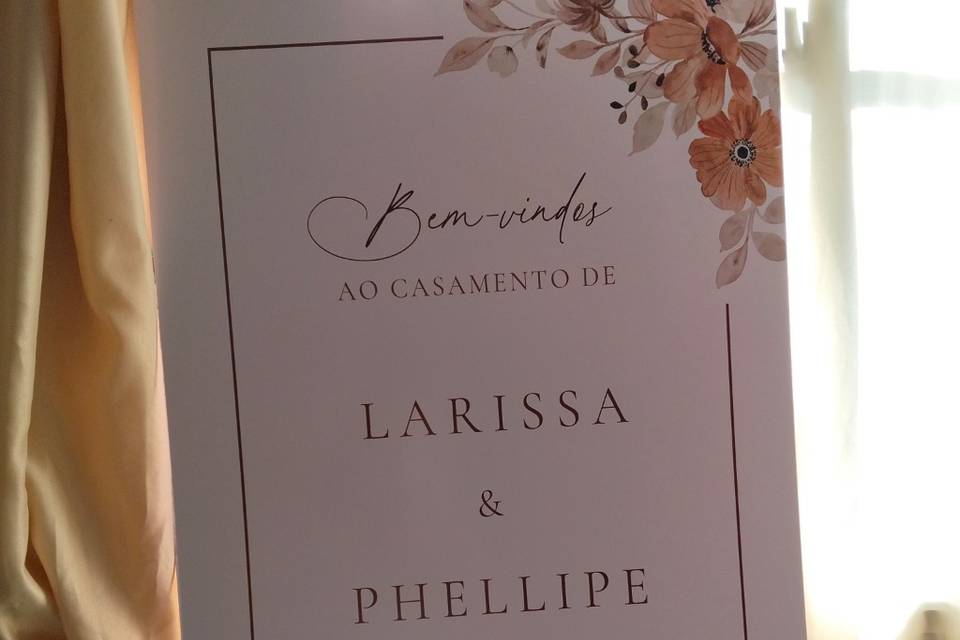 Bem-vindos
AO CASAMENTO DE
LARISSA
&
PHELLIPE